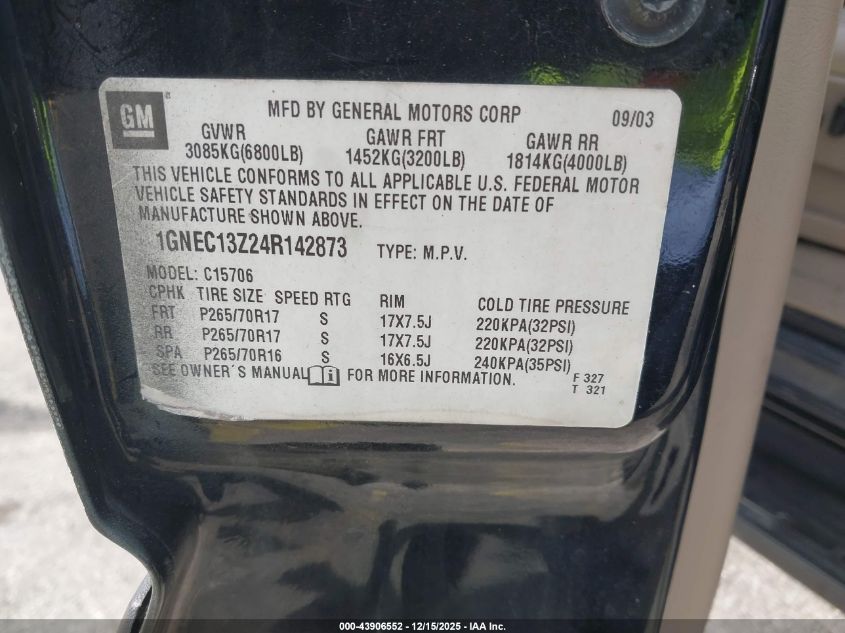 GM
MFD BY GENERAL MOTORS CORP 09/03
GVWR GAWR FRT GAWR RR
3085KG(6800LB) 1452KG(3200LB) 1814KG(4000LB)
THIS VEHICLE CONFORMS TO ALL APPLICABLE U.S. FEDERAL MOTOR
VEHICLE SAFETY STANDARDS IN EFFECT ON THE DATE OF
MANUFACTURE SHOWN ABOVE.
1GNEC13Z24R142873 TYPE: M.P.V.
MODEL: C15706
CPHK TIRE SIZE SPEED RTG RIM COLD TIRE PRESSURE
FRT P265/70R17 S 17X7.5J 220KPA(32PSI)
RR P265/70R17 S 17X7.5J 220KPA(32PSI)
SPA P265/70R16 S 16X6.5J 240KPA(35PSI)
SEE OWNER'S MANUAL FOR MORE INFORMATION.
F 327
T 321
000-43906552 - 12/15/2025 - IAA Inc.